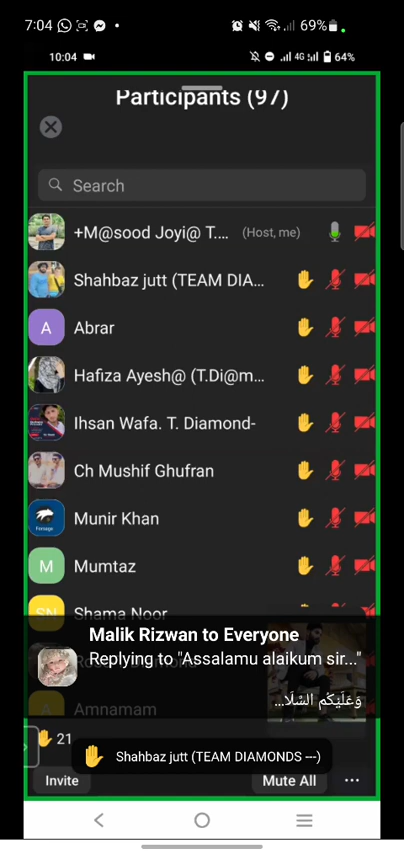 7:04 69%
10:04 4G 64%
Participants (97)
Search
+M@sood Joyi@ T.... (Host, me)
Shahbaz jutt (TEAM DIA...
A Abrar
Hafiza Ayesh@ (T.Di@m...
Ihsan Wafa. T. Diamond-
Ch Mushif Ghufran
Munir Khan
M Mumtaz
SN Shama Noor
Malik Rizwan to Everyone
Replying to "Assalamu alaikum sir..."
وَعَلَيْكُم السَّلَا...
A Amnamam
21
Shahbaz jutt (TEAM DIAMONDS ---)
Invite Mute All ...